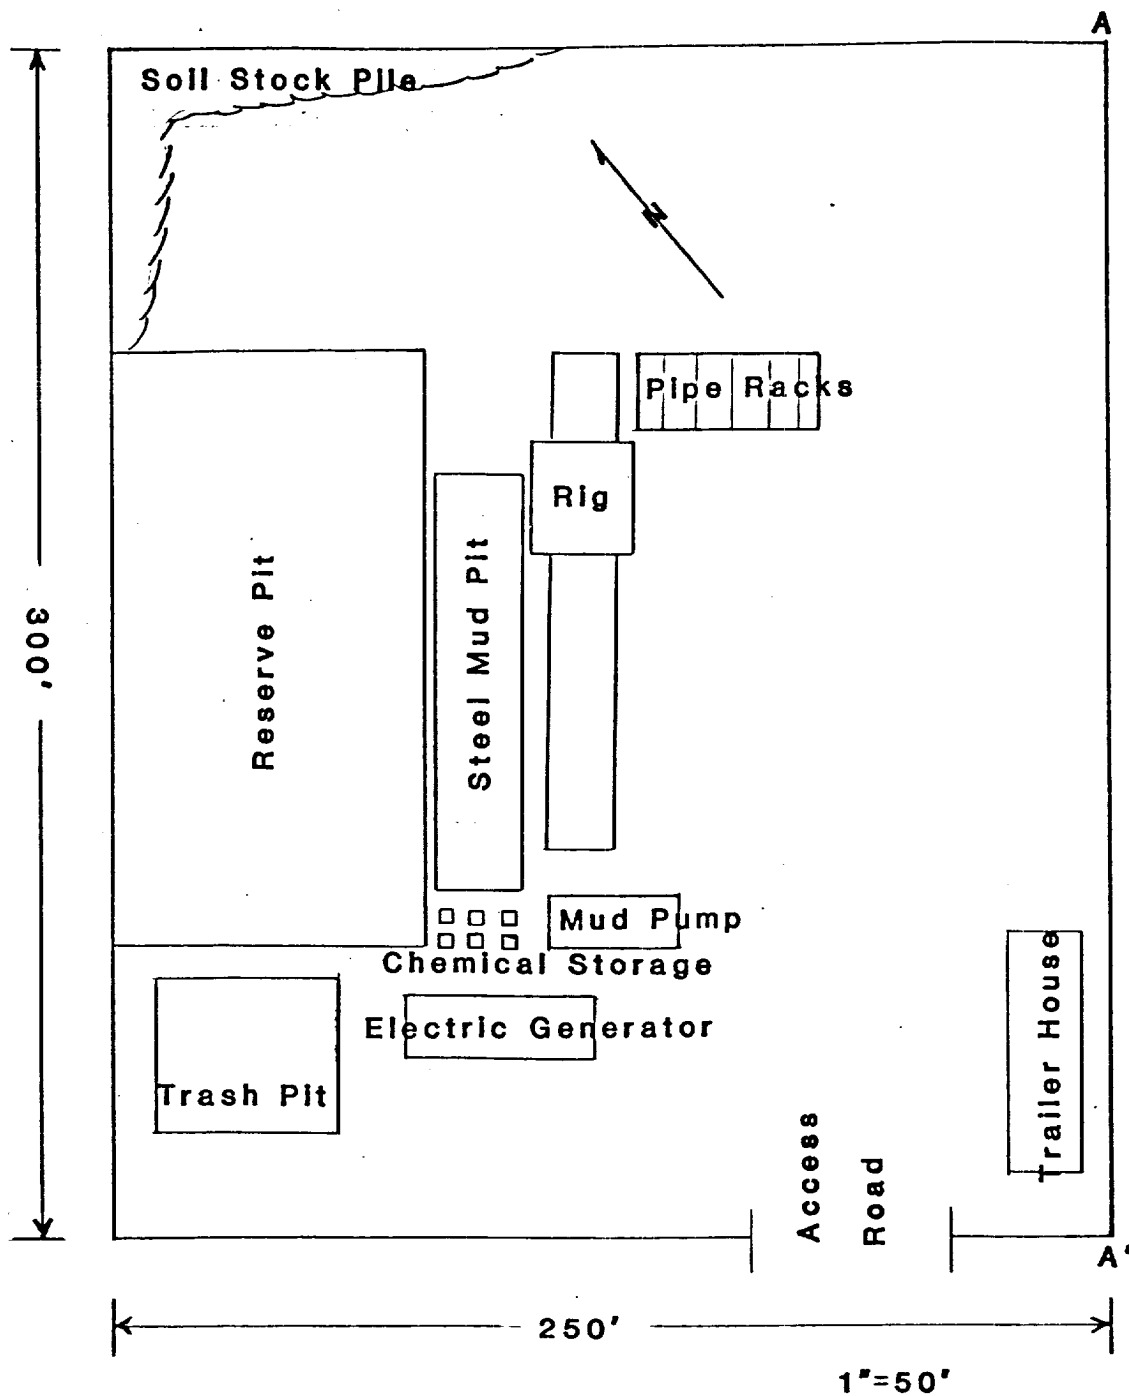 A
Soil Stock Pile
N
Pipe Racks
Rig
300'
Reserve Pit
Steel Mud Pit
Mud Pump
Chemical Storage
Electric Generator
Trash Pit
Trailer House
Access
Road
A'
250'
1"=50'